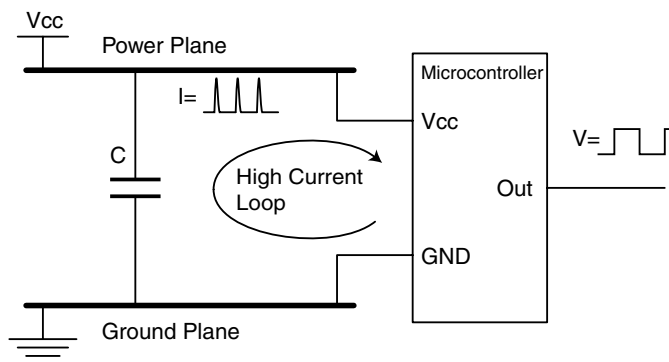 Vcc
Power Plane
I=
Microcontroller
Vcc
V=
C
High Current
Loop
Out
GND
Ground Plane